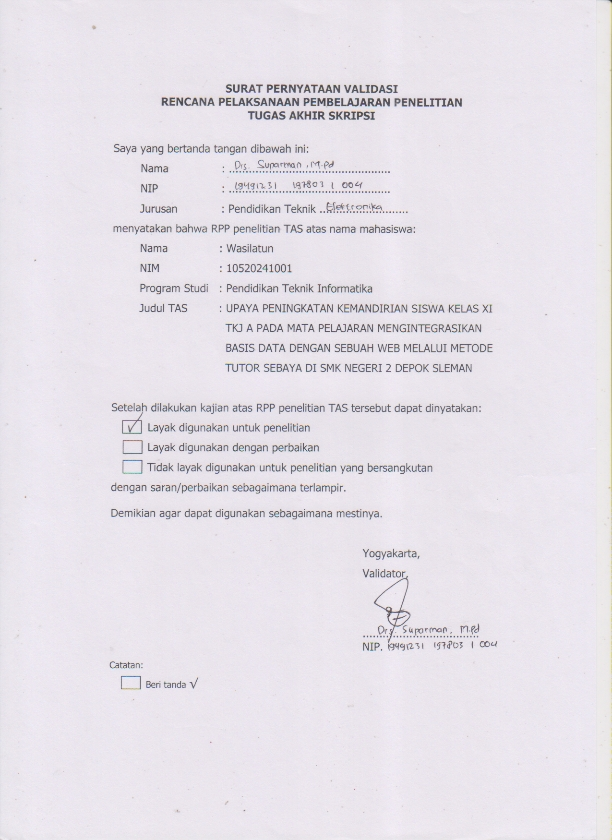 SURAT PERNYATAAN VALIDASI
RENCANA PELAKSANAAN PEMBELAJARAN PENELITIAN
TUGAS AKHIR SKRIPSI
Saya yang bertanda tangan dibawah ini:
Nama : Drs. Suparman, M.Pd
NIP : 19491231 197803 1 004
Jurusan : Pendidikan Teknik Elektronika
menyatakan bahwa RPP penelitian TAS atas nama mahasiswa:
Nama : Wasilatun
NIM : 10520241001
Program Studi : Pendidikan Teknik Informatika
Judul TAS : UPAYA PENINGKATAN KEMANDIRIAN SISWA KELAS XI
TKJ A PADA MATA PELAJARAN MENGINTEGRASIKAN
BASIS DATA DENGAN SEBUAH WEB MELALUI METODE
TUTOR SEBAYA DI SMK NEGERI 2 DEPOK SLEMAN
Setelah dilakukan kajian atas RPP penelitian TAS tersebut dapat dinyatakan:
√ Layak digunakan untuk penelitian
Layak digunakan dengan perbaikan
Tidak layak digunakan untuk penelitian yang bersangkutan
dengan saran/perbaikan sebagaimana terlampir.
Demikian agar dapat digunakan sebagaimana mestinya.
Yogyakarta,
Validator,
Drs. Suparman, M.Pd
NIP. 19491231 197803 1 004
Catatan:
Beri tanda √